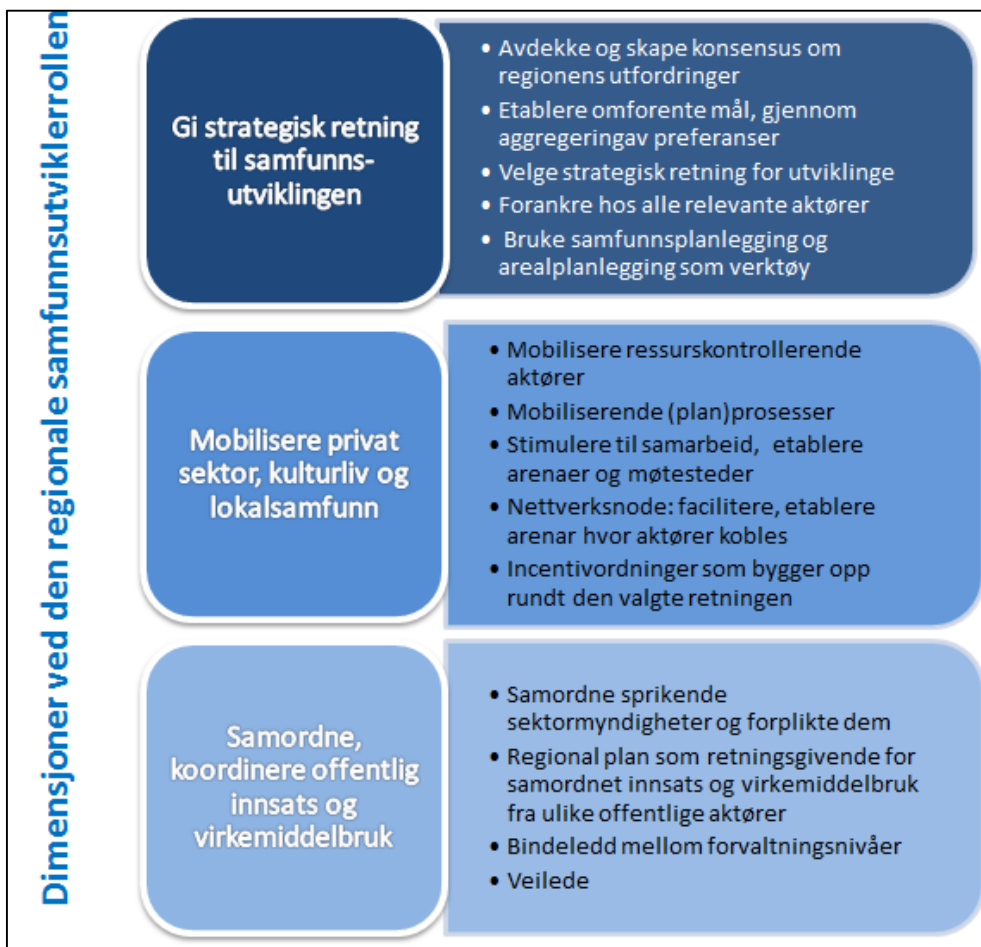 Dimensjoner ved den regionale samfunnsutviklerrollen
Gi strategisk retning
til samfunns-
utviklingen
• Avdekke og skape konsensus om
regionens utfordringer
• Etablere omforente mål, gjennom
aggregeringav preferanser
• Velge strategisk retning for utviklinge
• Forankre hos alle relevante aktører
• Bruke samfunnsplanlegging og
arealplanlegging som verktøy
Mobilisere privat
sektor, kulturliv og
lokalsamfunn
• Mobilisere ressurskontrollerende
aktører
• Mobiliserende (plan)prosesser
• Stimulere til samarbeid, etablere
arenaer og møtesteder
• Nettverksnode: facilitere, etablere
arenar hvor aktører kobles
• Incentivordninger som bygger opp
rundt den valgte retningen
Samordne,
koordinere offentlig
innsats og
virkemiddelbruk
• Samordne sprikende
sektormyndigheter og forplikte dem
• Regional plan som retningsgivende for
samordnet innsats og virkemiddelbruk
fra ulike offentlige aktører
• Bindeledd mellom forvaltningsnivåer
• Veilede